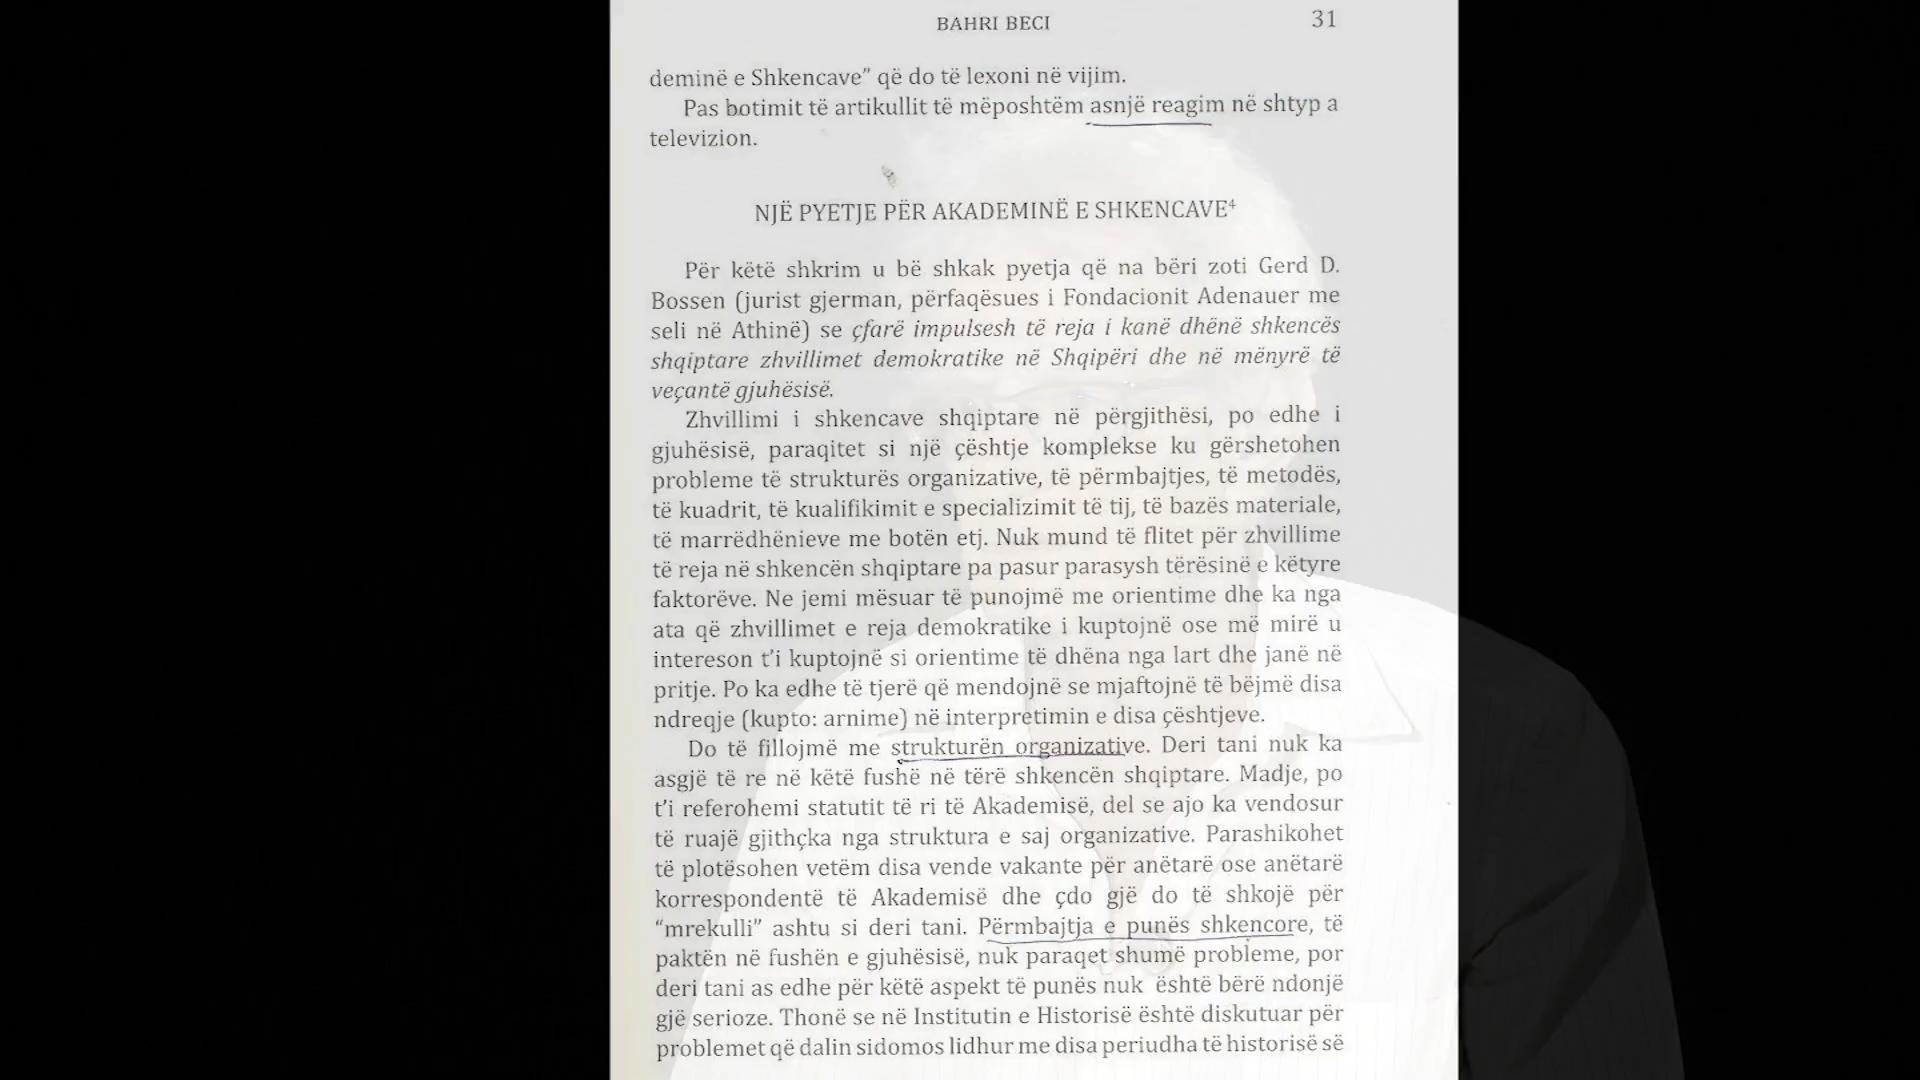 BAHRI BECI 31
deminë e Shkencave” që do të lexoni në vijim.
Pas botimit të artikullit të mëposhtëm asnjë reagim në shtyp a
televizion.
NJË PYETJE PËR AKADEMINË E SHKENCAVE⁴
Për këtë shkrim u bë shkak pyetja që na bëri zoti Gerd D.
Bossen (jurist gjerman, përfaqësues i Fondacionit Adenauer me
seli në Athinë) se çfarë impulsesh të reja i kanë dhënë shkencës
shqiptare zhvillimet demokratike në Shqipëri dhe në mënyrë të
veçantë gjuhësisë.
Zhvillimi i shkencave shqiptare në përgjithësi, po edhe i
gjuhësisë, paraqitet si një çështje komplekse ku gërshetohen
probleme të strukturës organizative, të përmbajtjes, të metodës,
të kuadrit, të kualifikimit e specializimit të tij, të bazës materiale,
të marrëdhënieve me botën etj. Nuk mund të flitet për zhvillime
të reja në shkencën shqiptare pa pasur parasysh tërësinë e këtyre
faktorëve. Ne jemi mësuar të punojmë me orientime dhe ka nga
ata që zhvillimet e reja demokratike i kuptojnë ose më mirë u
intereson t’i kuptojnë si orientime të dhëna nga lart dhe janë në
pritje. Po ka edhe të tjerë që mendojnë se mjaftojnë të bëjmë disa
ndreqje (kupto: arnime) në interpretimin e disa çështjeve.
Do të fillojmë me strukturën organizative. Deri tani nuk ka
asgjë të re në këtë fushë në tërë shkencën shqiptare. Madje, po
t’i referohemi statutit të ri të Akademisë, del se ajo ka vendosur
të ruajë gjithçka nga struktura e saj organizative. Parashikohet
të plotësohen vetëm disa vende vakante për anëtarë ose anëtarë
korrespondentë të Akademisë dhe çdo gjë do të shkojë për
“mrekulli” ashtu si deri tani. Përmbajtja e punës shkencore, të
paktën në fushën e gjuhësisë, nuk paraqet shumë probleme, por
deri tani as edhe për këtë aspekt të punës nuk është bërë ndonjë
gjë serioze. Thonë se në Institutin e Historisë është diskutuar për
problemet që dalin sidomos lidhur me disa periudha të historisë së